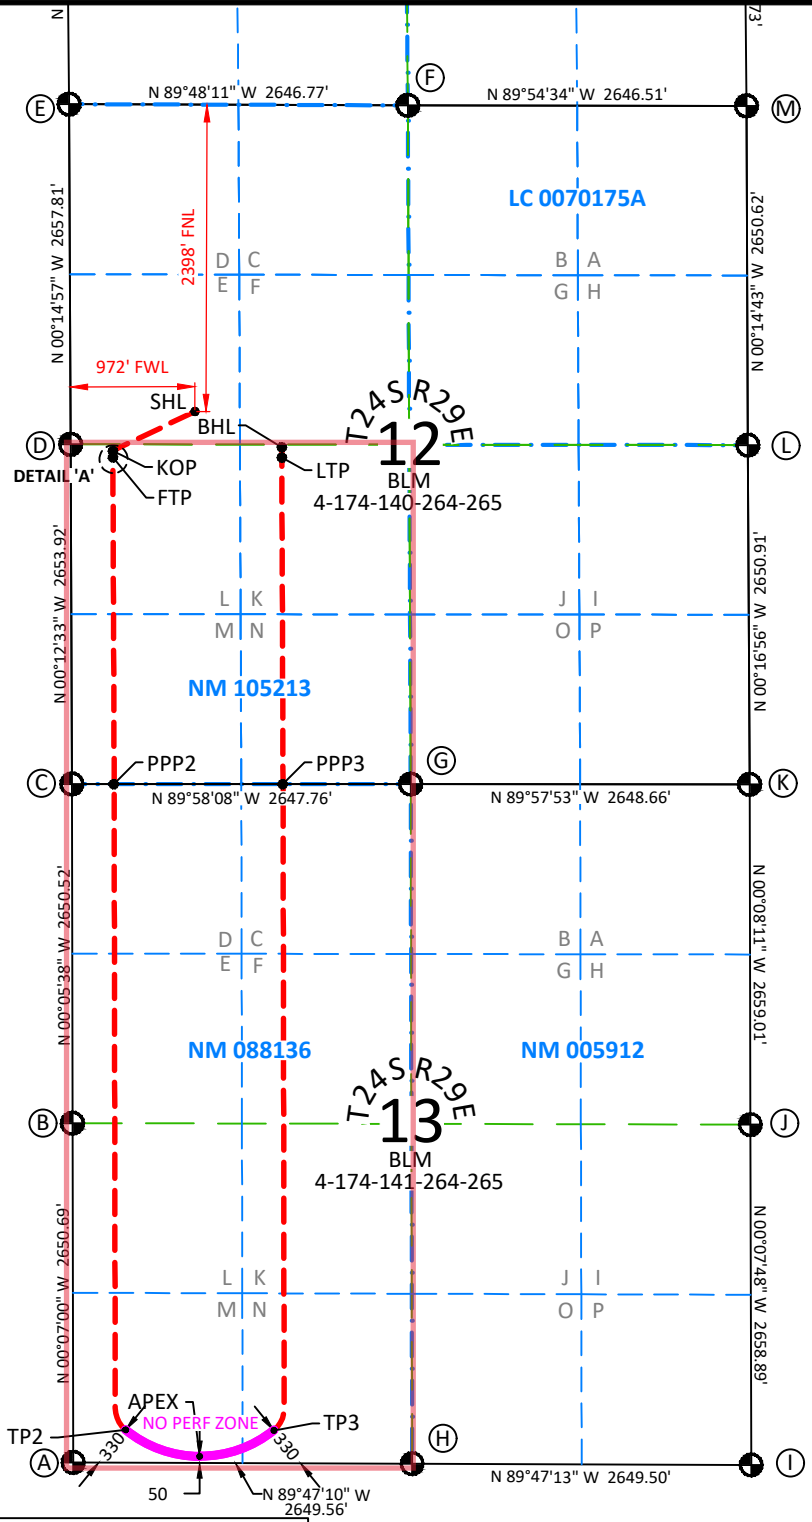 N
73'
F
N 89°48'11" W 2646.77'
N 89°54'34" W 2646.51'
E
M
N 00°14'57" W 2657.81'
2398' FNL
LC 0070175A
N 00°14'43" W 2650.62'
D C
E F
B A
G H
972' FWL
SHL
BHL
T24S R29E
12
BLM
4-174-140-264-265
D
L
DETAIL 'A'
KOP
FTP
LTP
N 00°12'33" W 2653.92'
N 00°16'56" W 2650.91'
L K
M N
J I
O P
NM 105213
PPP2
PPP3
G
C
K
N 89°58'08" W 2647.76'
N 89°57'53" W 2648.66'
N 00°05'38" W 2650.52'
N 00°08'11" W 2659.01'
D C
E F
B A
G H
NM 088136
NM 005912
T24S R29E
13
BLM
4-174-141-264-265
B
J
N 00°07'00" W 2650.69'
N 00°07'48" W 2658.89'
L K
M N
J I
O P
APEX
NO PERF ZONE
TP2
TP3
330
330
H
A
I
50
N 89°47'10" W
2649.56'
N 89°47'13" W 2649.50'